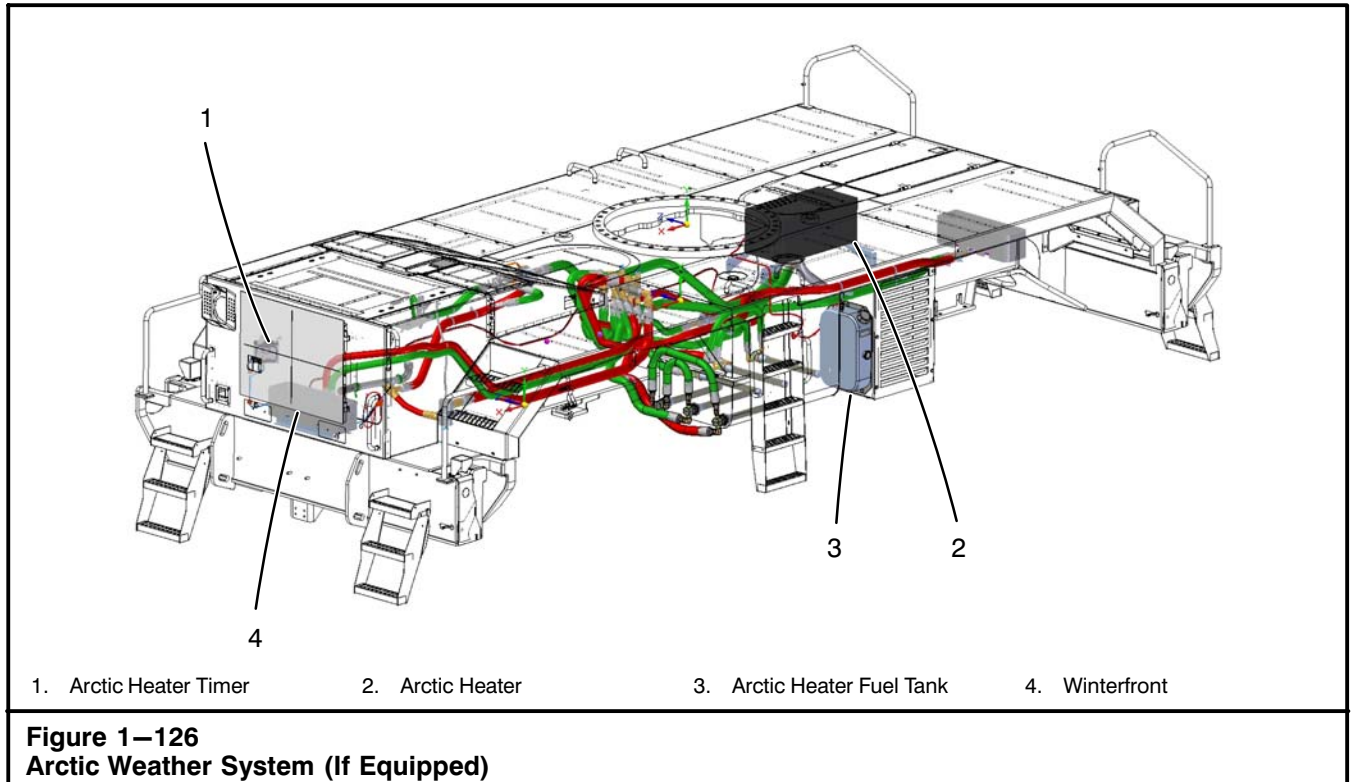 1
2
3
4
1. Arctic Heater Timer 2. Arctic Heater 3. Arctic Heater Fuel Tank 4. Winterfront
Figure 1—126
Arctic Weather System (If Equipped)